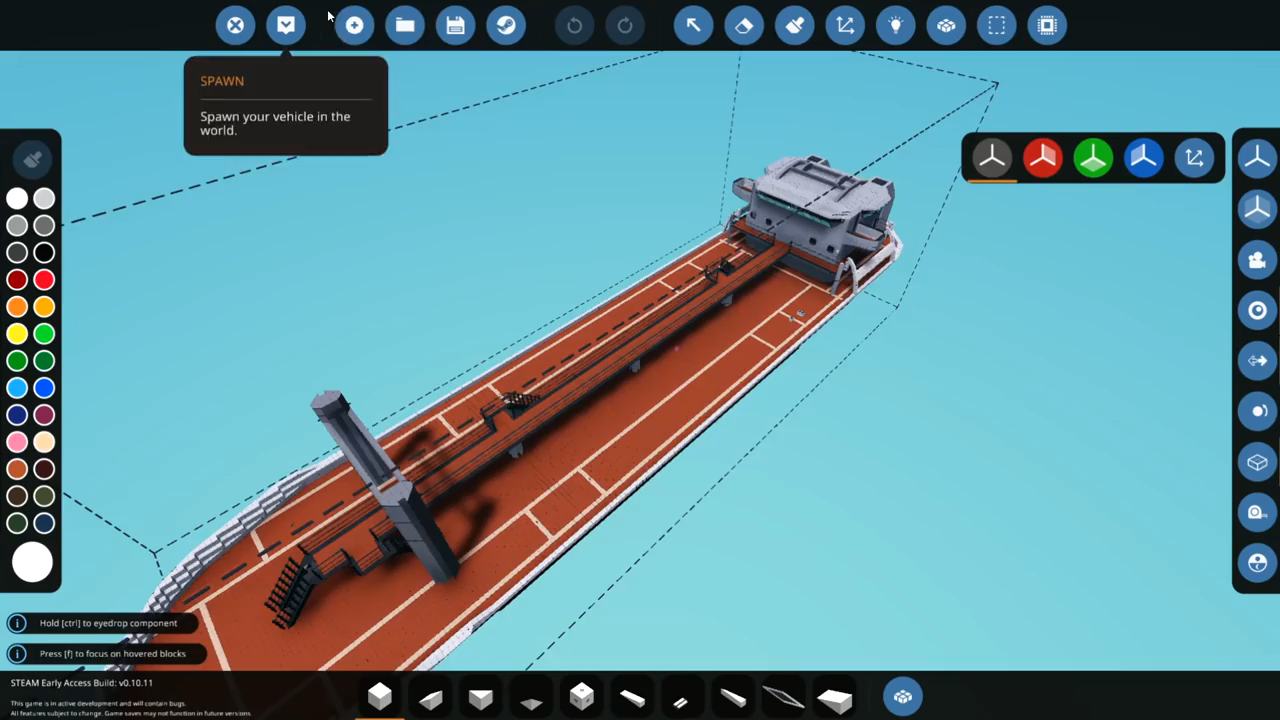 SPAWN
Spawn your vehicle in the
world.
Hold [ctrl] to eyedrop component
Press [f] to focus on hovered blocks
STEAM Early Access Build: v0.10.11
This game is in active development and will contain bugs.
All features subject to change. Game saves may not function in future versions